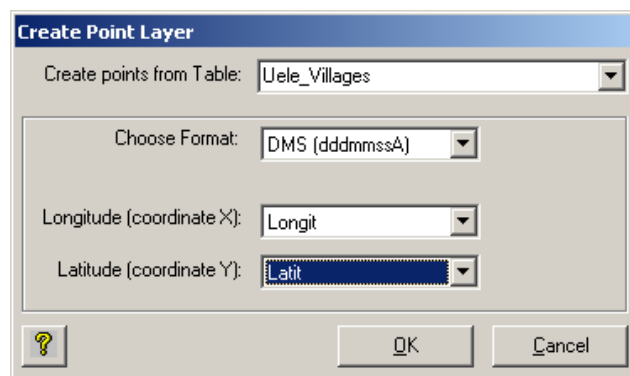 Create Point Layer
Create points from Table: Uele_Villages
Choose Format: DMS (dddmmssA)
Longitude (coordinate X): Longit
Latitude (coordinate Y): Latit
? OK Cancel